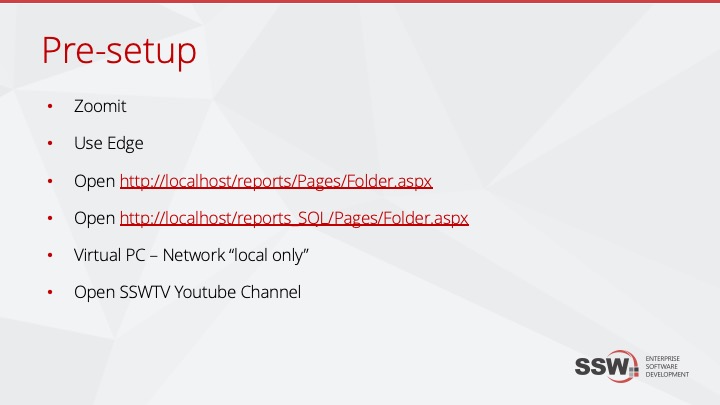 Pre-setup
• Zoomit
• Use Edge
• Open http://localhost/reports/Pages/Folder.aspx
• Open http://localhost/reports_SQL/Pages/Folder.aspx
• Virtual PC – Network “local only”
• Open SSWTV Youtube Channel
SSW
ENTERPRISE
SOFTWARE
DEVELOPMENT